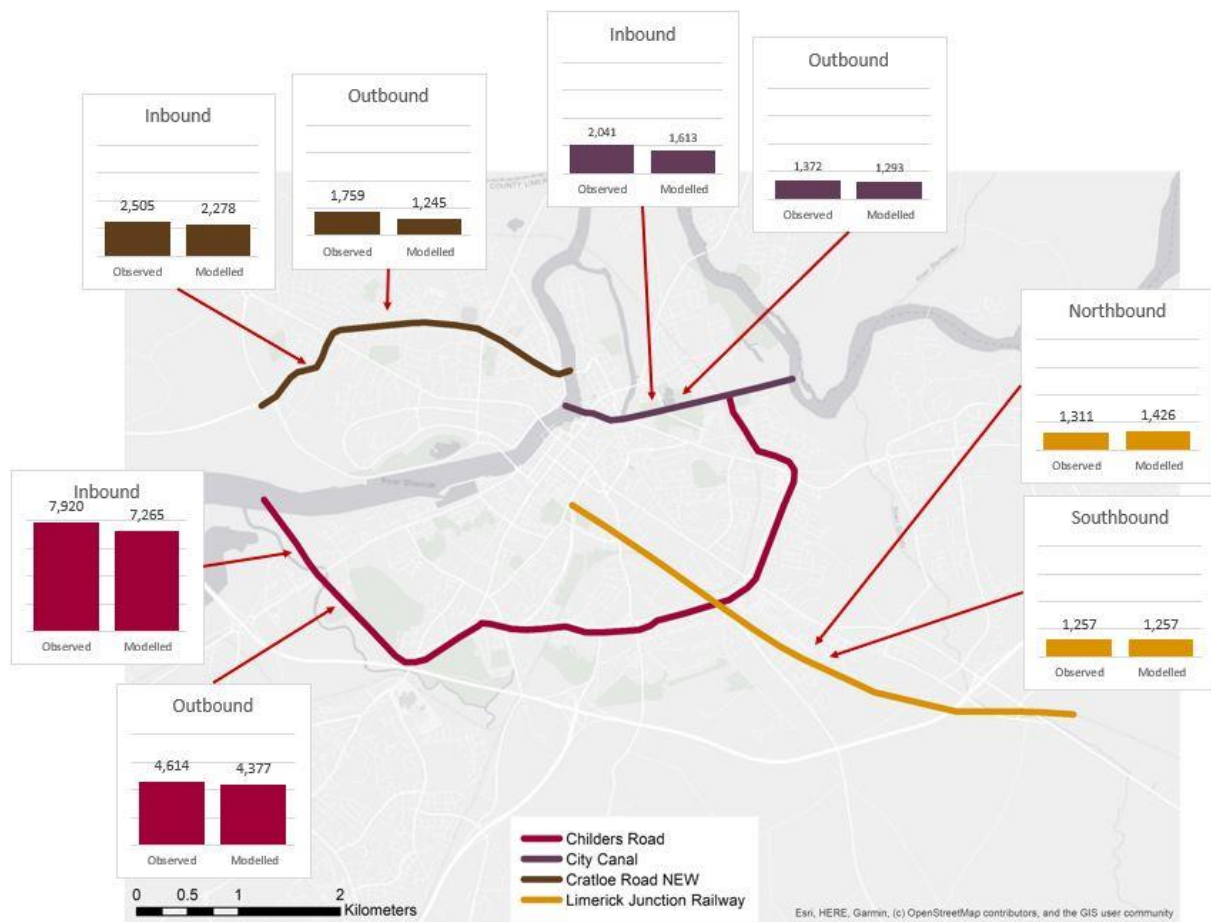 Inbound
2,041
1,613
Observed
Modelled
Outbound
1,372
1,293
Observed
Modelled
Outbound
1,759
1,245
Observed
Modelled
Inbound
2,505
2,278
Observed
Modelled
COUNTY LIMER
Northbound
1,311
1,426
Observed
Modelled
Inbound
7,920
7,265
Observed
Modelled
River Shannon
Southbound
1,257
1,257
Observed
Modelled
Outbound
4,614
4,377
Observed
Modelled
Childers Road
City Canal
Cratloe Road NEW
Limerick Junction Railway
0 0.5 1 2
Kilometers
Esri, HERE, Garmin, (c) OpenStreetMap contributors, and the GIS user community